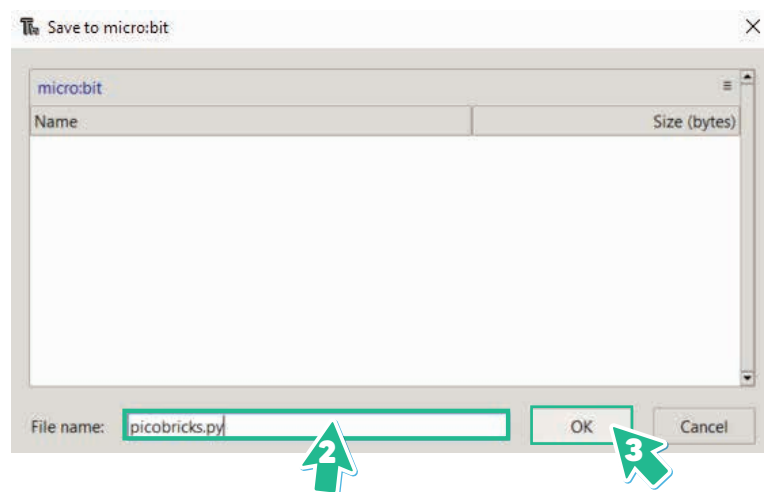 Save to micro:bit
micro:bit
Name Size (bytes)
File name: picobricks.py OK Cancel
2 3